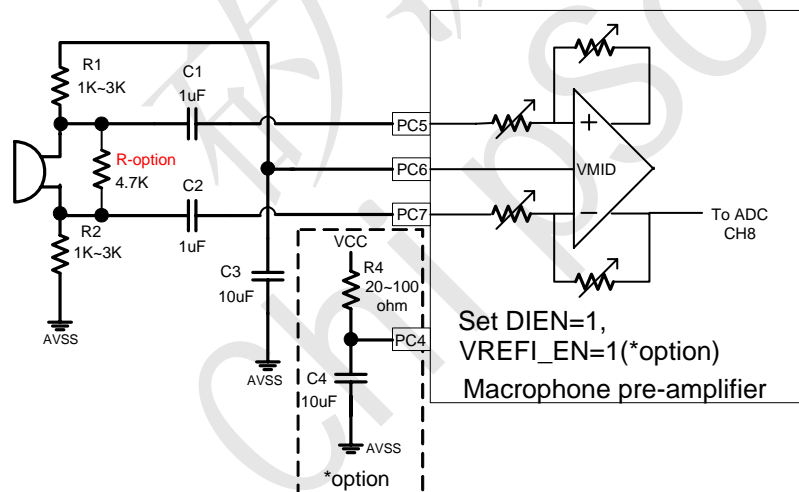 R1
1K~3K
C1
1uF
PC5
+
R-option
4.7K
PC6
VMID
C2
1uF
PC7
−
To ADC
CH8
R2
1K~3K
VCC
R4
20~100
ohm
C3
10uF
AVSS
PC4
Set DIEN=1,
VREFI_EN=1(*option)
Macrophone pre-amplifier
AVSS
C4
10uF
AVSS
*option